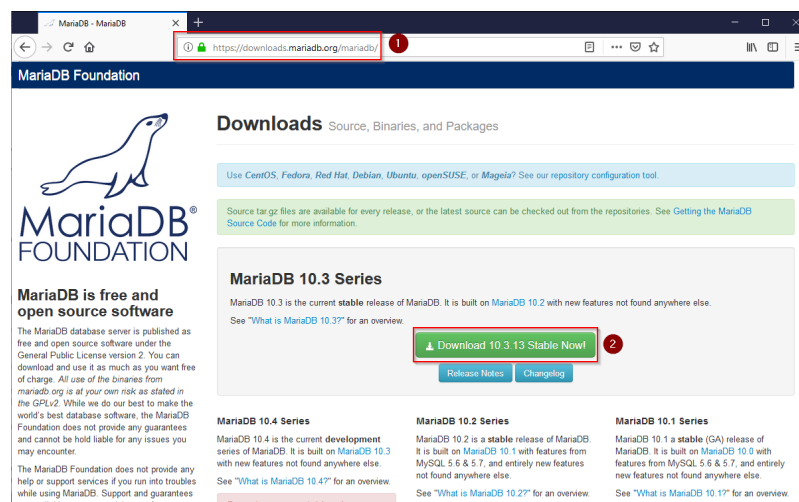 MariaDB - MariaDB
https://downloads.mariadb.org/mariadb/
1
MariaDB Foundation
MariaDB®
FOUNDATION
MariaDB is free and
open source software
The MariaDB database server is published as
free and open source software under the
General Public License version 2. You can
download and use it as much as you want free
of charge. All use of the binaries from
mariadb.org is at your own risk as stated in
the GPLv2. While we do our best to make the
world's best database software, the MariaDB
Foundation does not provide any guarantees
and cannot be hold liable for any issues you
may encounter.
The MariaDB Foundation does not provide any
help or support services if you run into troubles
while using MariaDB. Support and guarantees
Downloads Source, Binaries, and Packages
Use CentOS, Fedora, Red Hat, Debian, Ubuntu, openSUSE, or Mageia? See our repository configuration tool.
Source tar.gz files are available for every release, or the latest source can be checked out from the repositories. See Getting the MariaDB
Source Code for more information.
MariaDB 10.3 Series
MariaDB 10.3 is the current stable release of MariaDB. It is built on MariaDB 10.2 with new features not found anywhere else.
See "What is MariaDB 10.3?" for an overview.
Download 10.3.13 Stable Now!
2
Release Notes
Changelog
MariaDB 10.4 Series
MariaDB 10.4 is the current development
series of MariaDB. It is built on MariaDB 10.3
with new features not found anywhere else.
See "What is MariaDB 10.4?" for an overview.
MariaDB 10.2 Series
MariaDB 10.2 is a stable release of MariaDB.
It is built on MariaDB 10.1 with features from
MySQL 5.6 & 5.7, and entirely new features
not found anywhere else.
See "What is MariaDB 10.2?" for an overview.
MariaDB 10.1 Series
MariaDB 10.1 a stable (GA) release of
MariaDB. It is built on MariaDB 10.0 with
features from MySQL 5.6 & 5.7, and entirely
new features not found anywhere else.
See "What is MariaDB 10.1?" for an overview.